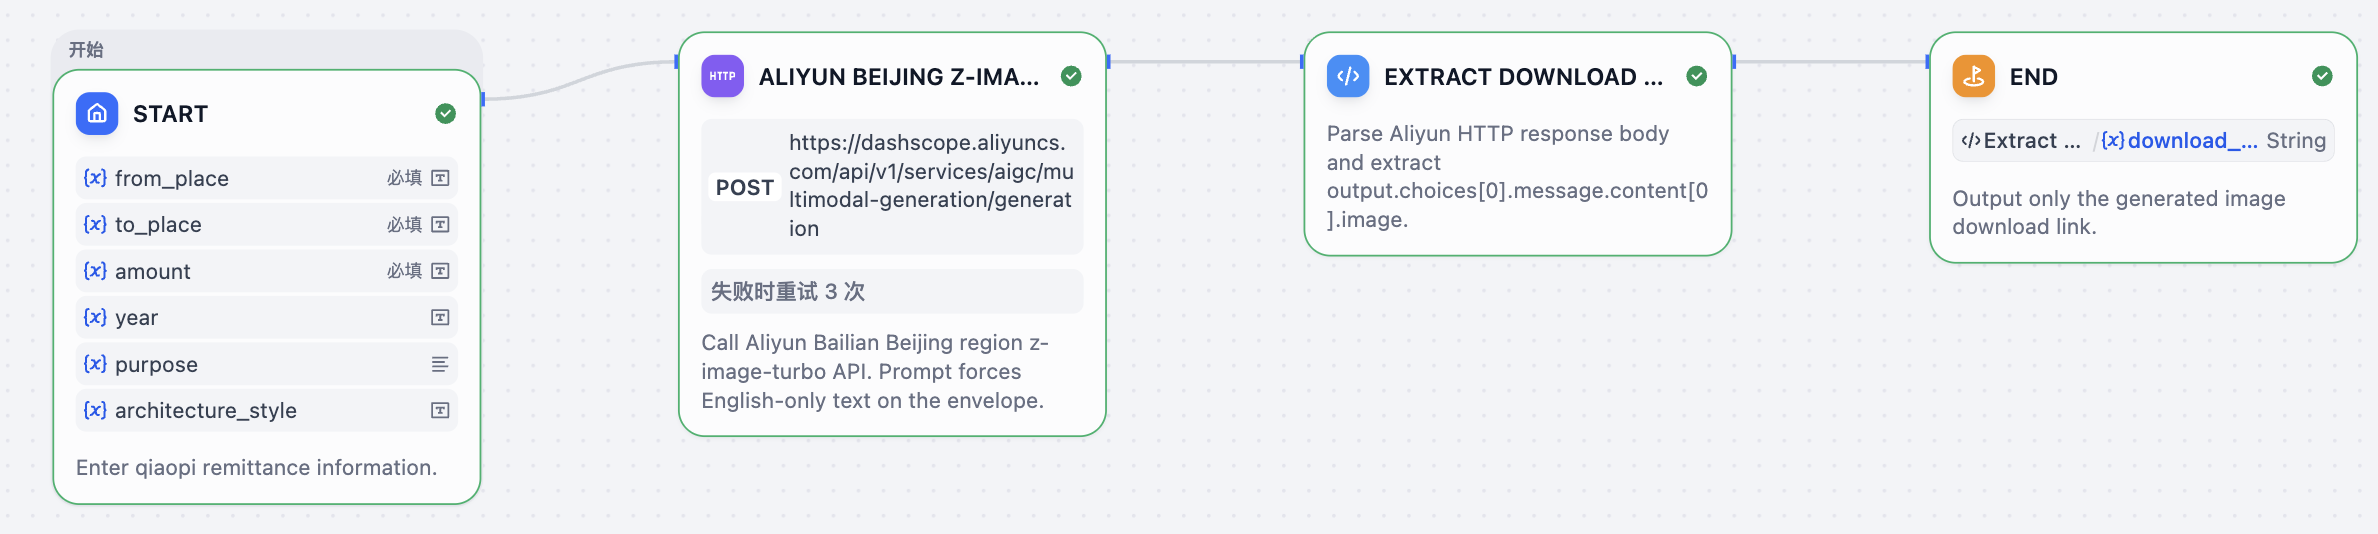 开始
START
{x} from_place 必填
{x} to_place 必填
{x} amount 必填
{x} year
{x} purpose
{x} architecture_style
Enter qiaopi remittance information.
HTTP ALIYUN BEIJING Z-IMA...
POST
https://dashscope.aliyuncs.
com/api/v1/services/aigc/mu
ltimodal-generation/generat
ion
失败时重试 3 次
Call Aliyun Bailian Beijing region z-
image-turbo API. Prompt forces
English-only text on the envelope.
</> EXTRACT DOWNLOAD ...
Parse Aliyun HTTP response body
and extract
output.choices[0].message.content[0
].image.
END
</> Extract ... / {x} download_... String
Output only the generated image
download link.